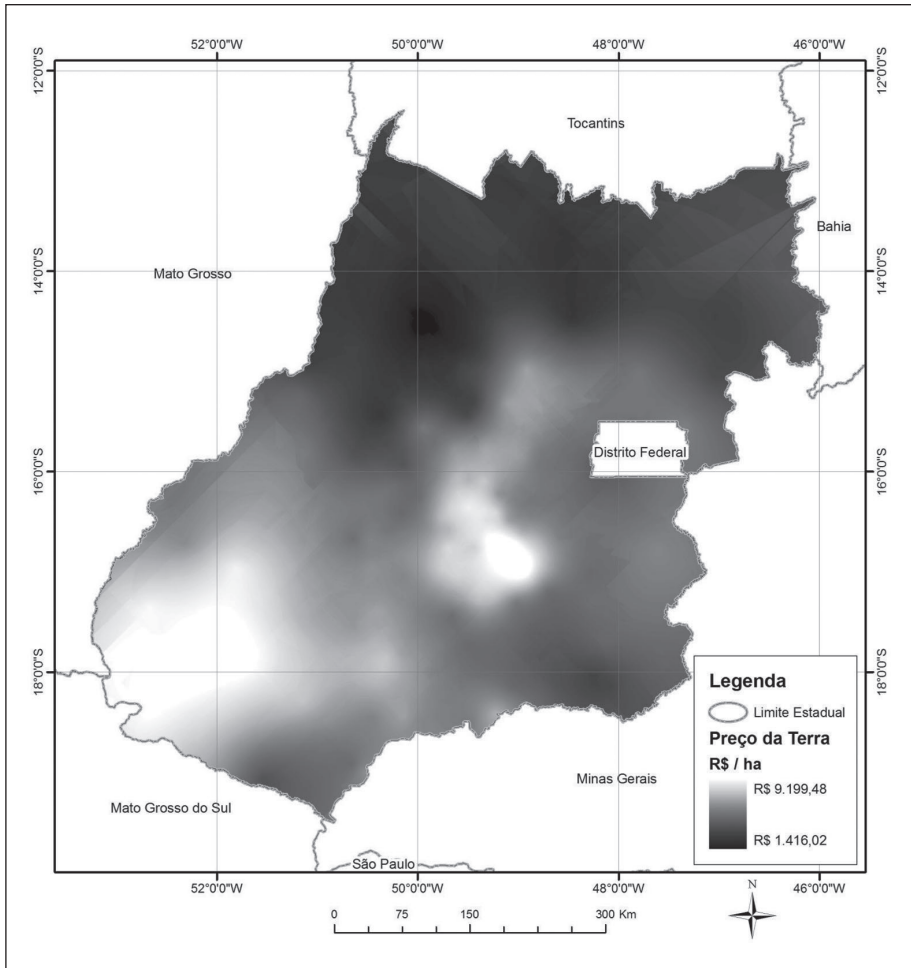 52°0'0"W 50°0'0"W 48°0'0"W 46°0'0"W
12°0'0"S 12°0'0"S
Tocantins
Bahia
Mato Grosso
14°0'0"S 14°0'0"S
Distrito Federal
16°0'0"S 16°0'0"S
18°0'0"S 18°0'0"S
Legenda
Limite Estadual
Preço da Terra
R$ / ha
R$ 9.199,48
R$ 1.416,02
Minas Gerais
Mato Grosso do Sul
São Paulo
52°0'0"W 50°0'0"W 48°0'0"W 46°0'0"W
0 75 150 300 Km
N